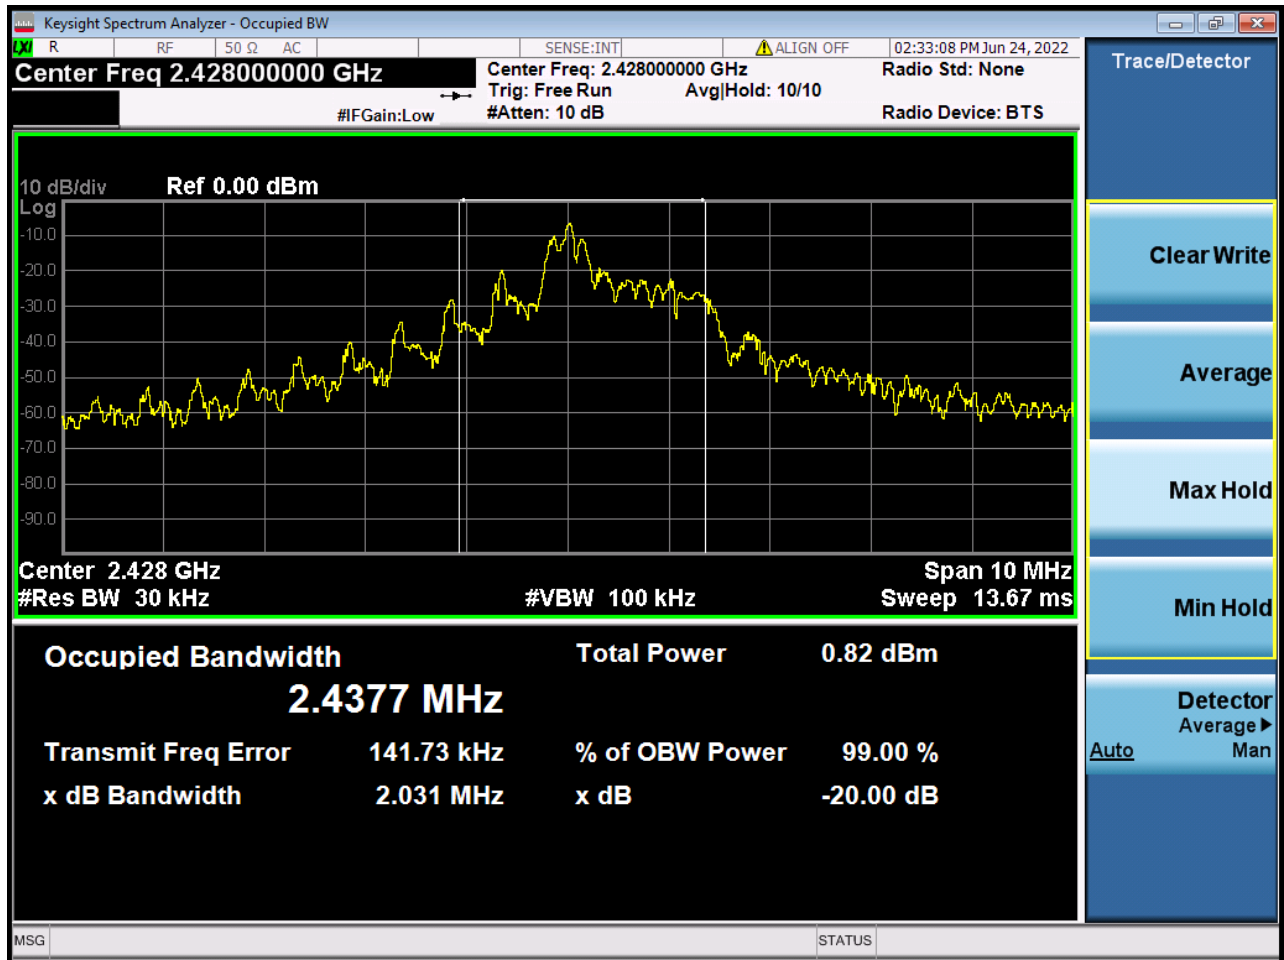 Keysight Spectrum Analyzer - Occupied BW
LXI R RF 50 Ω AC SENSE:INT ALIGN OFF 02:33:08 PM Jun 24, 2022
Center Freq 2.428000000 GHz
Center Freq: 2.428000000 GHz
Radio Std: None
Trig: Free Run Avg|Hold: 10/10
#IFGain:Low
#Atten: 10 dB
Radio Device: BTS
10 dB/div Ref 0.00 dBm
Log
-10.0
-20.0
-30.0
-40.0
-50.0
-60.0
-70.0
-80.0
-90.0
Center 2.428 GHz Span 10 MHz
#Res BW 30 kHz #VBW 100 kHz Sweep 13.67 ms
Occupied Bandwidth
Total Power 0.82 dBm
2.4377 MHz
Transmit Freq Error 141.73 kHz % of OBW Power 99.00 %
x dB Bandwidth 2.031 MHz x dB -20.00 dB
MSG STATUS
Trace/Detector
Clear Write
Average
Max Hold
Min Hold
Detector
Average
Auto Man